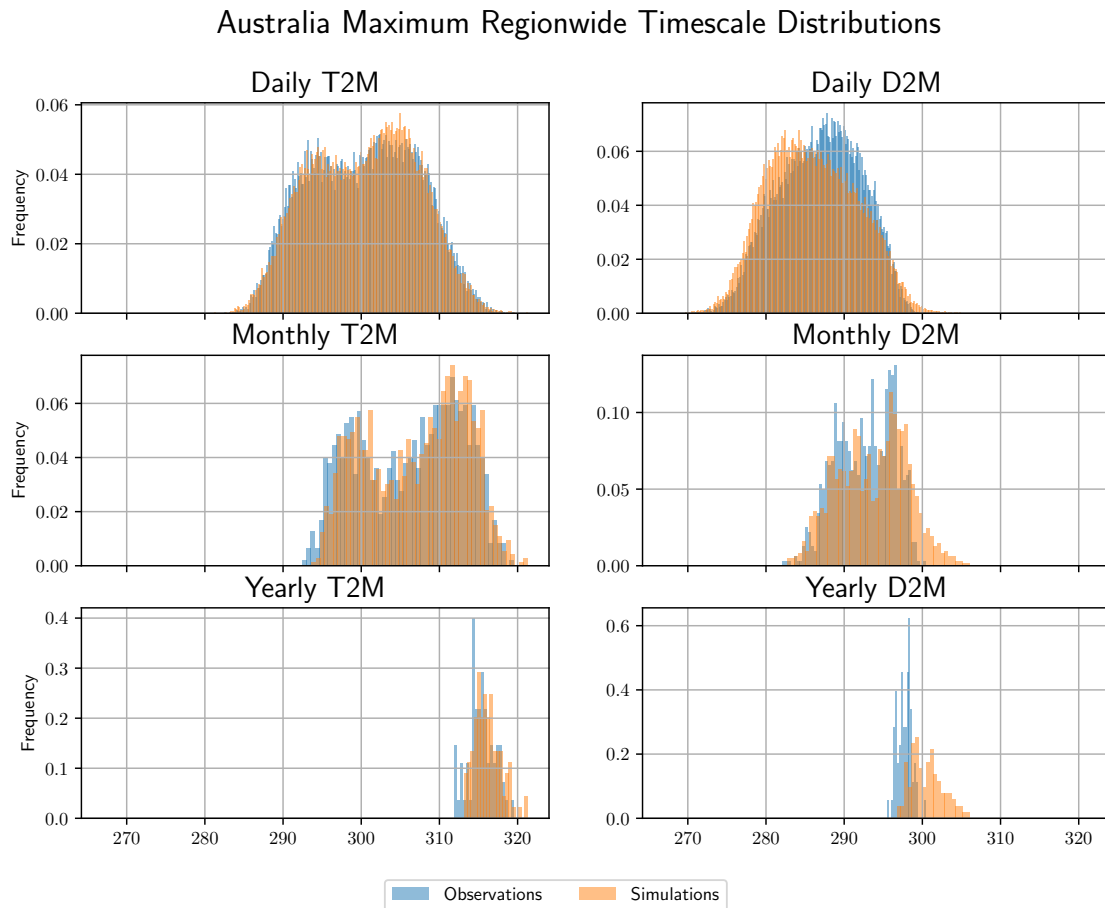 Australia Maximum Regionwide Timescale Distributions
Daily T2M
Daily D2M
0.06
0.04
0.02
0.00
Frequency
0.06
0.04
0.02
0.00
Monthly T2M
Monthly D2M
0.06
0.04
0.02
0.00
Frequency
0.10
0.05
0.00
Yearly T2M
Yearly D2M
0.4
0.3
0.2
0.1
0.0
Frequency
0.6
0.4
0.2
0.0
270 280 290 300 310 320
270 280 290 300 310 320
Observations
Simulations